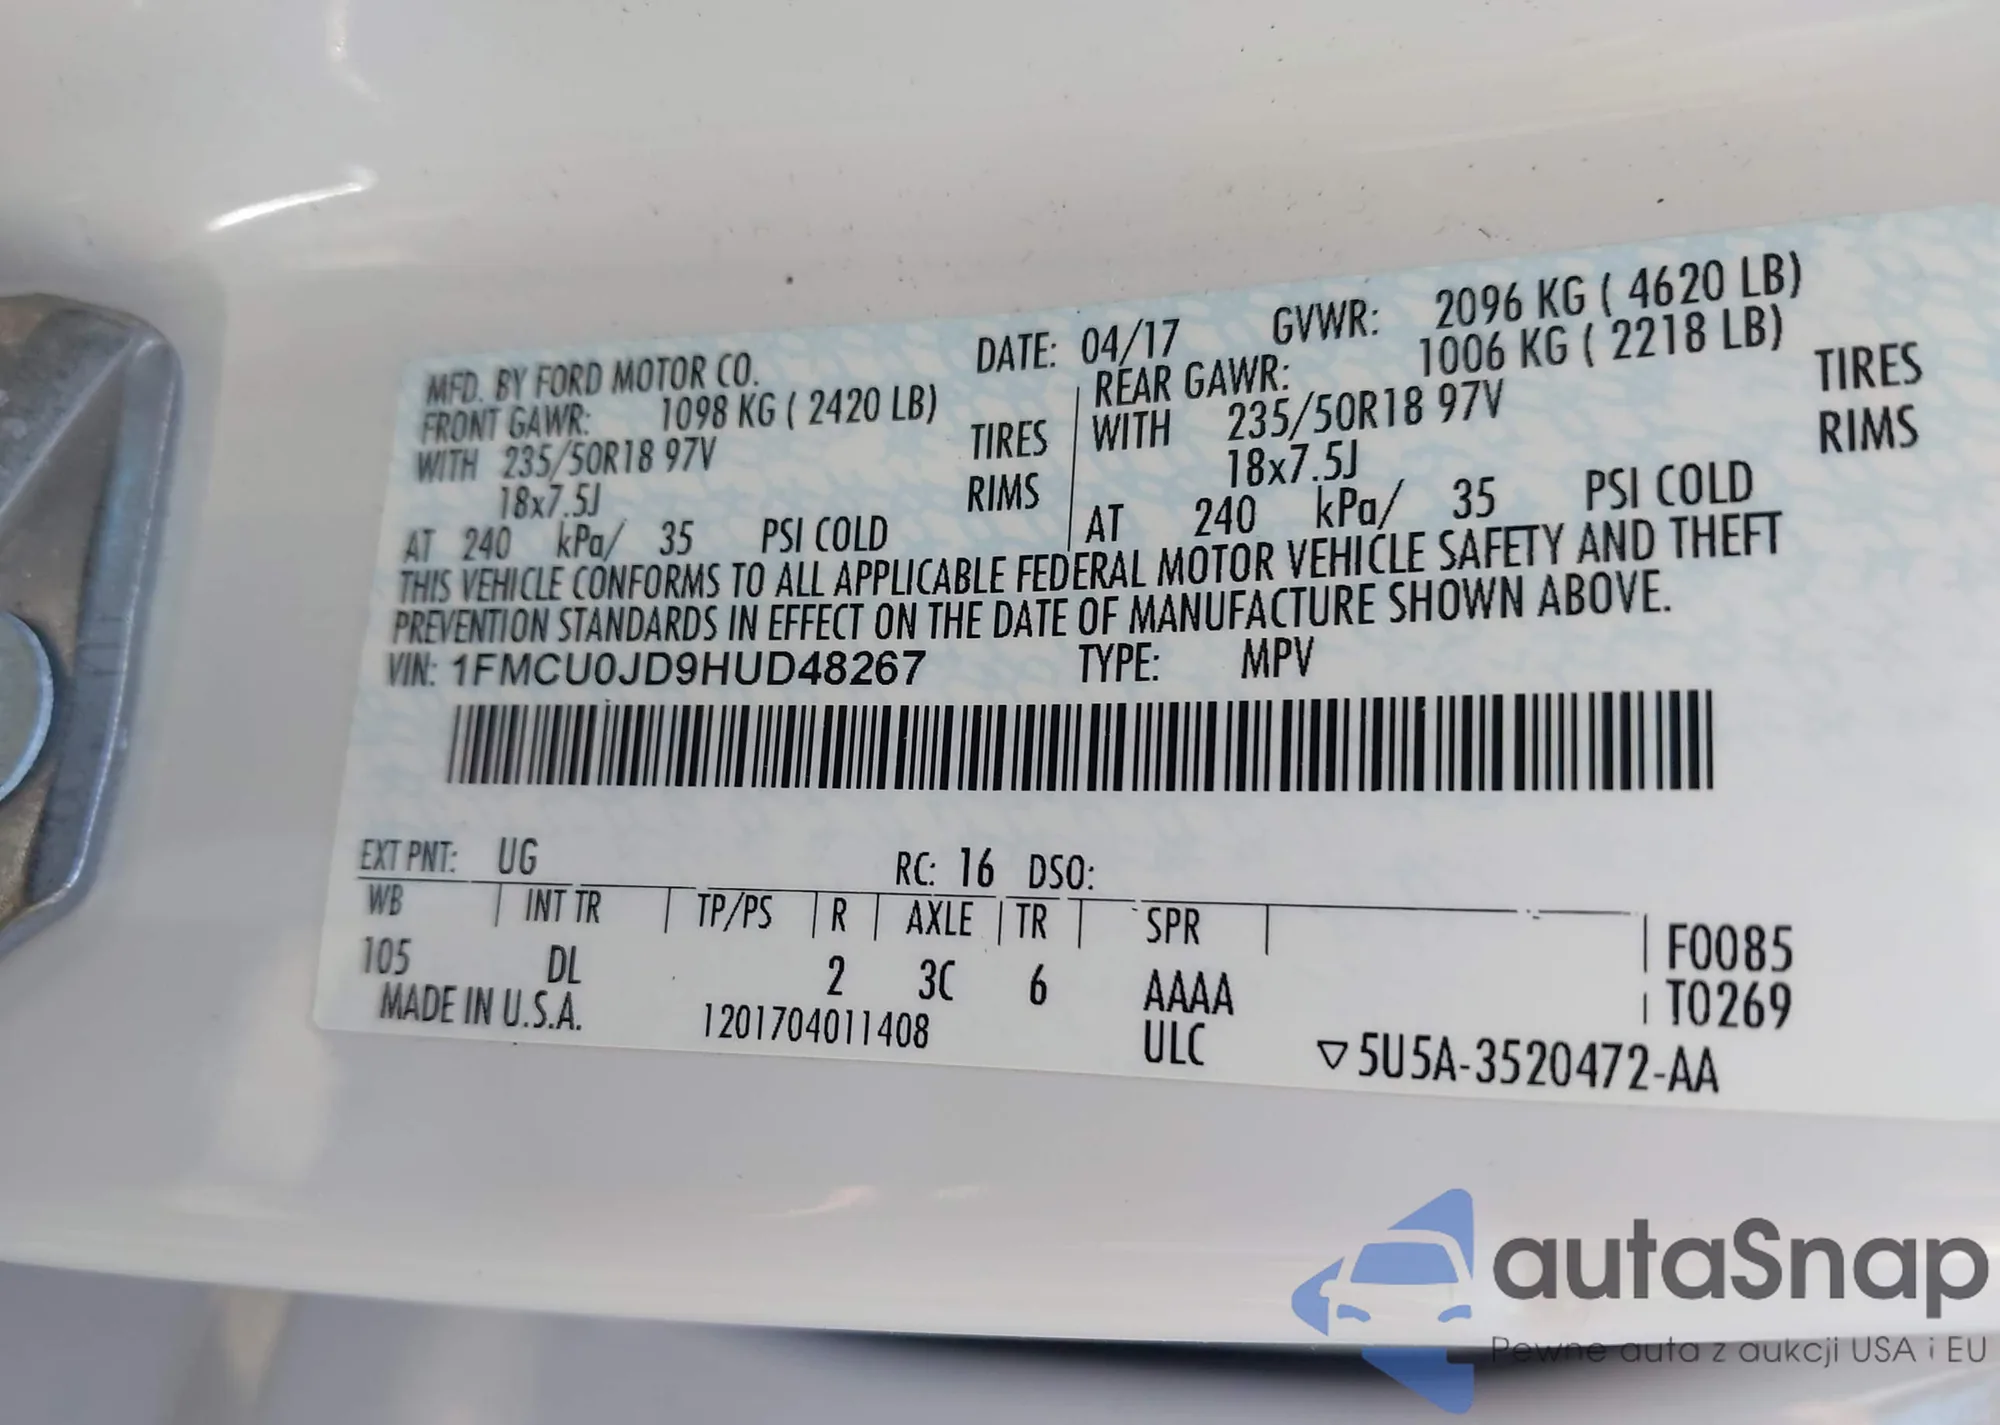 MFD. BY FORD MOTOR CO. DATE: 04/17 GVWR: 2096 KG ( 4620 LB)
FRONT GAWR: 1098 KG ( 2420 LB) REAR GAWR: 1006 KG ( 2218 LB)
WITH 235/50R18 97V TIRES WITH 235/50R18 97V TIRES
18x7.5J RIMS 18x7.5J RIMS
AT 240 kPa/ 35 PSI COLD AT 240 kPa/ 35 PSI COLD
THIS VEHICLE CONFORMS TO ALL APPLICABLE FEDERAL MOTOR VEHICLE SAFETY AND THEFT
PREVENTION STANDARDS IN EFFECT ON THE DATE OF MANUFACTURE SHOWN ABOVE.
VIN: 1FMCU0JD9HUD48267 TYPE: MPV
EXT PNT: UG RC: 16 DSO:
WB INT TR TP/PS R AXLE TR SPR F0085
105 DL 2 3C 6 AAAA T0269
MADE IN U.S.A. 1201704011408 ULC ▽5U5A-3520472-AA
autaSnap
Pewne auta z aukcji USA i EU